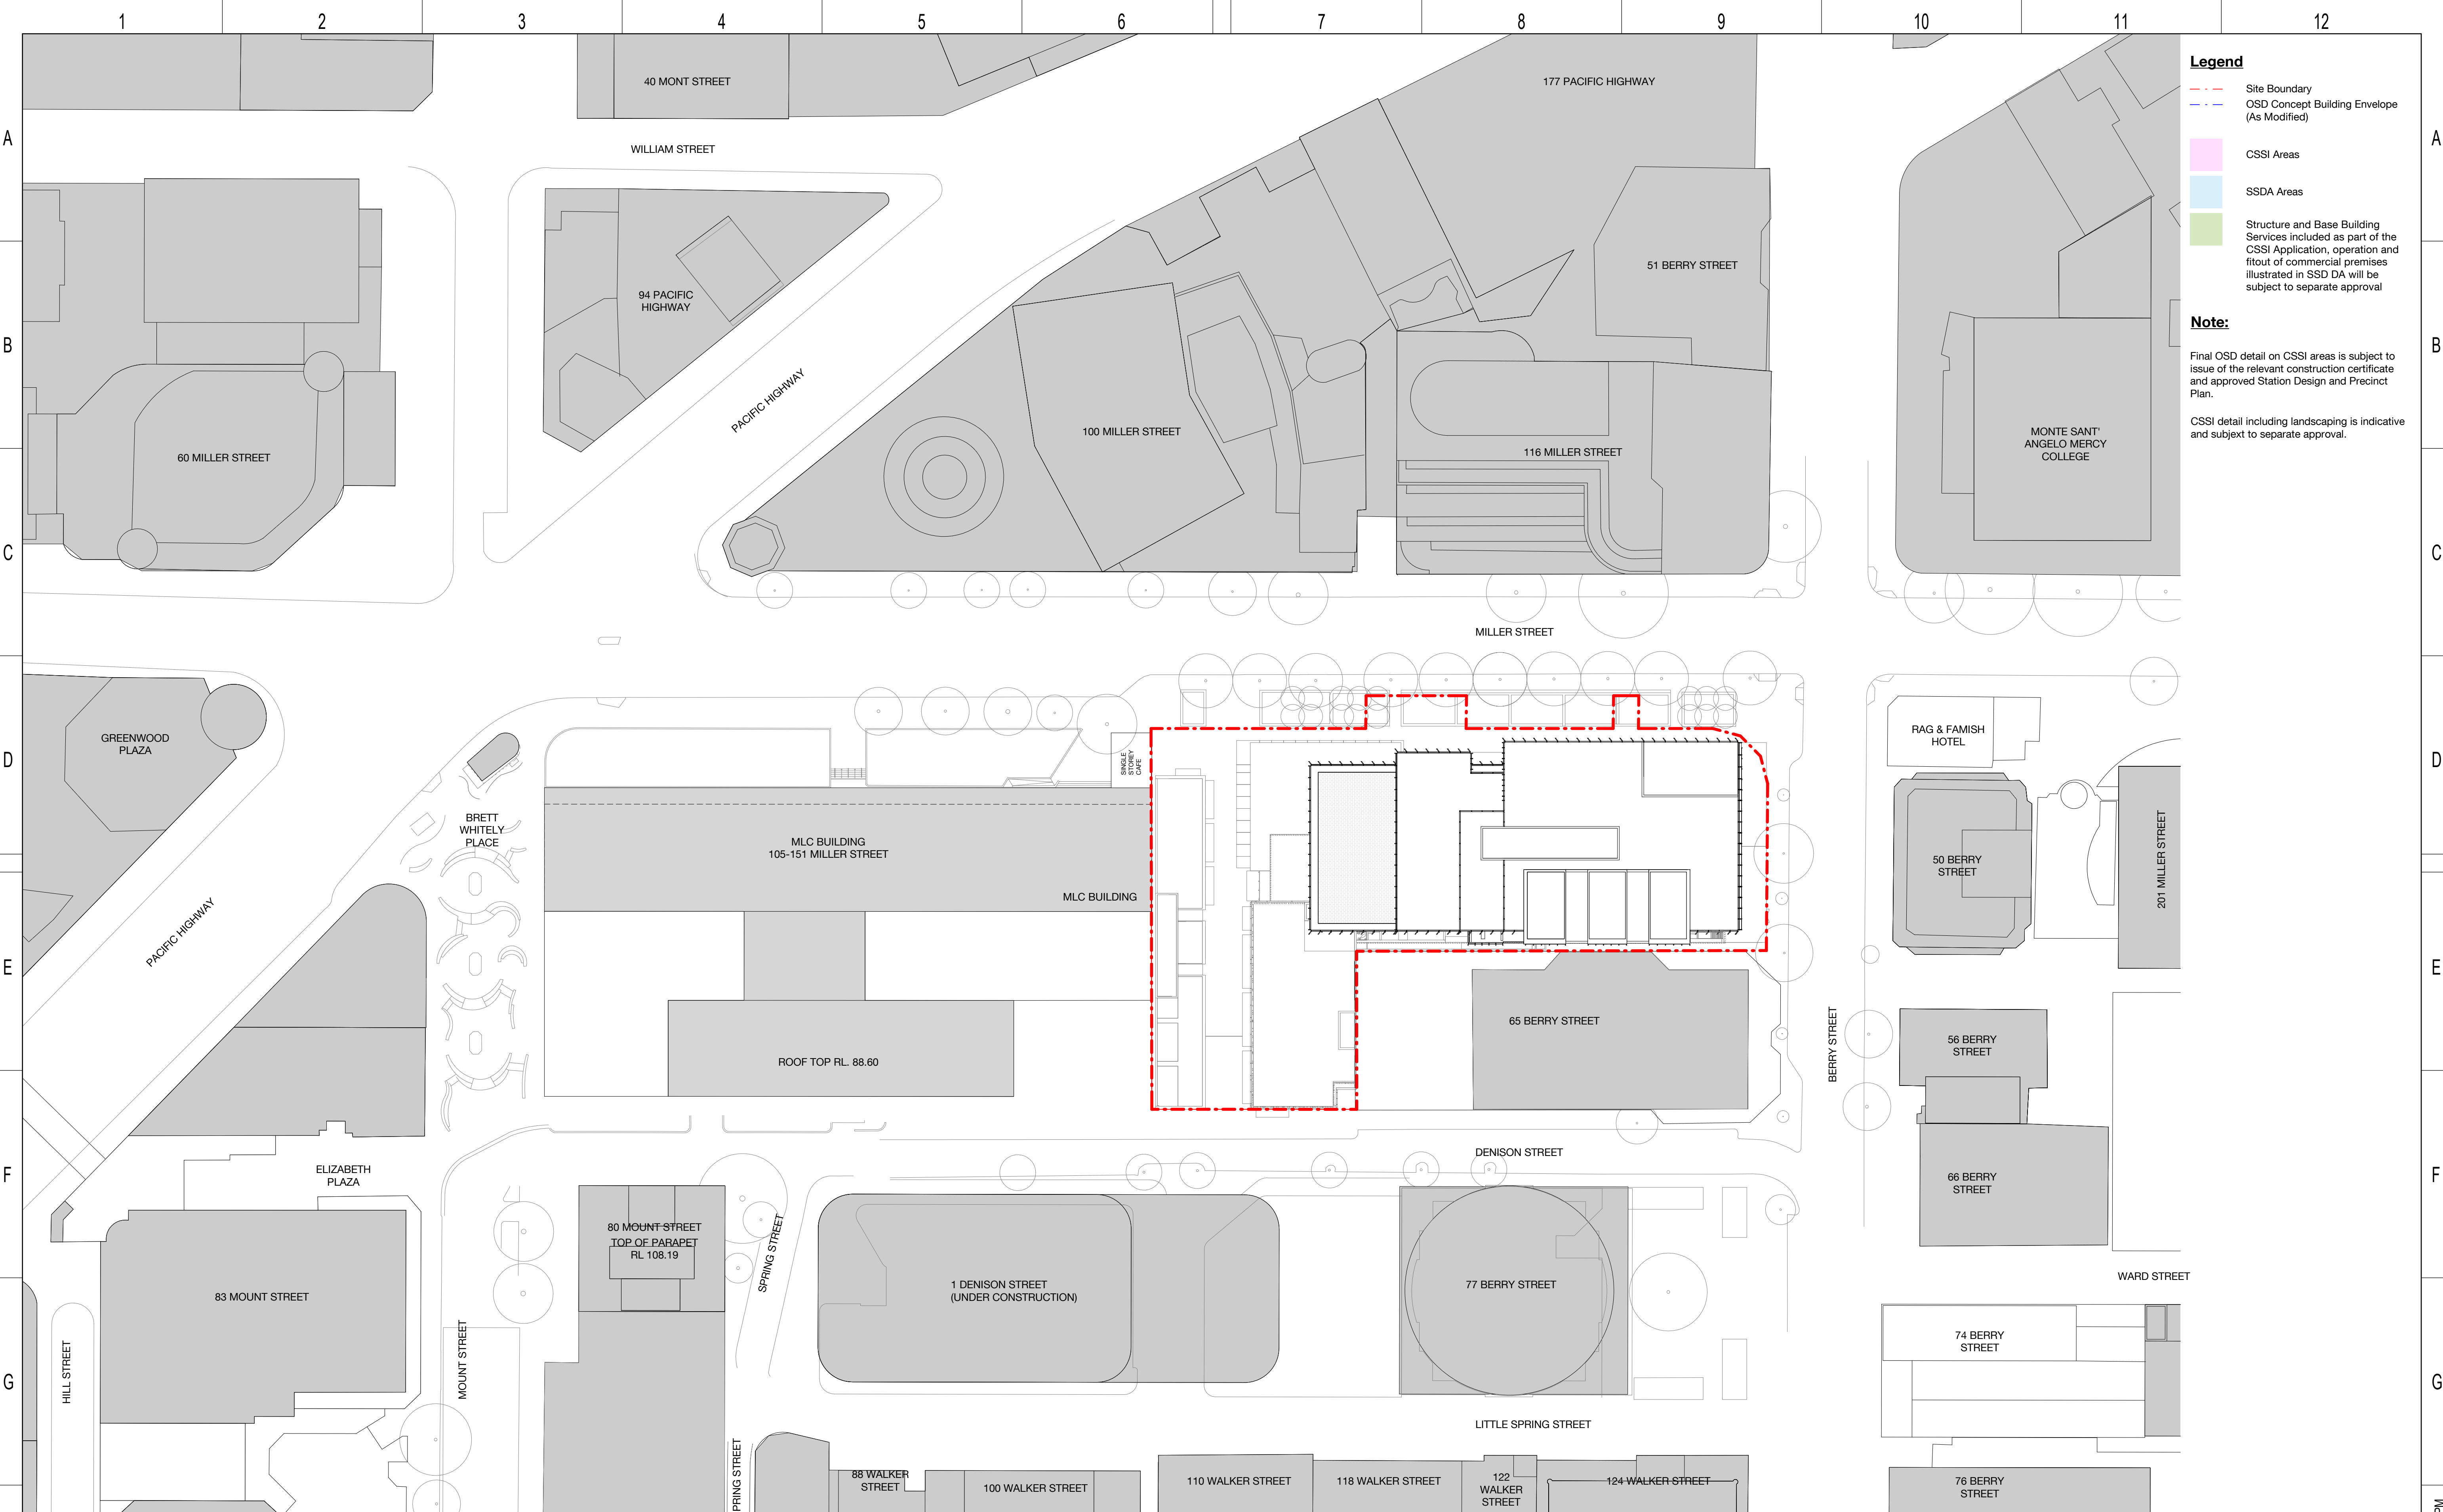 1 2 3 4 5 6 7 8 9 10 11 12
A
B
C
D
E
F
G
A
B
C
D
E
F
G
Legend
Site Boundary
OSD Concept Building Envelope
(As Modified)
CSSI Areas
SSDA Areas
Structure and Base Building
Services included as part of the
CSSI Application, operation and
fitout of commercial premises
illustrated in SSD DA will be
subject to separate approval
Note:
Final OSD detail on CSSI areas is subject to
issue of the relevant construction certificate
and approved Station Design and Precinct
Plan.
CSSI detail including landscaping is indicative
and subjext to separate approval.
40 MONT STREET
177 PACIFIC HIGHWAY
WILLIAM STREET
51 BERRY STREET
94 PACIFIC
HIGHWAY
PACIFIC HIGHWAY
100 MILLER STREET
116 MILLER STREET
MONTE SANT'
ANGELO MERCY
COLLEGE
60 MILLER STREET
MILLER STREET
GREENWOOD
PLAZA
SINGLE
STOREY
CAFE
RAG & FAMISH
HOTEL
BRETT
WHITELY
PLACE
MLC BUILDING
105-151 MILLER STREET
MLC BUILDING
50 BERRY
STREET
201 MILLER STREET
PACIFIC HIGHWAY
65 BERRY STREET
BERRY STREET
56 BERRY
STREET
ROOF TOP RL. 88.60
DENISON STREET
ELIZABETH
PLAZA
66 BERRY
STREET
80 MOUNT STREET
TOP OF PARAPET
RL 108.19
SPRING STREET
83 MOUNT STREET
1 DENISON STREET
(UNDER CONSTRUCTION)
77 BERRY STREET
WARD STREET
HILL STREET
MOUNT STREET
74 BERRY
STREET
LITTLE SPRING STREET
PRING STREET
88 WALKER
STREET
100 WALKER STREET
110 WALKER STREET
118 WALKER STREET
122
WALKER
STREET
124 WALKER STREET
76 BERRY
STREET
PM